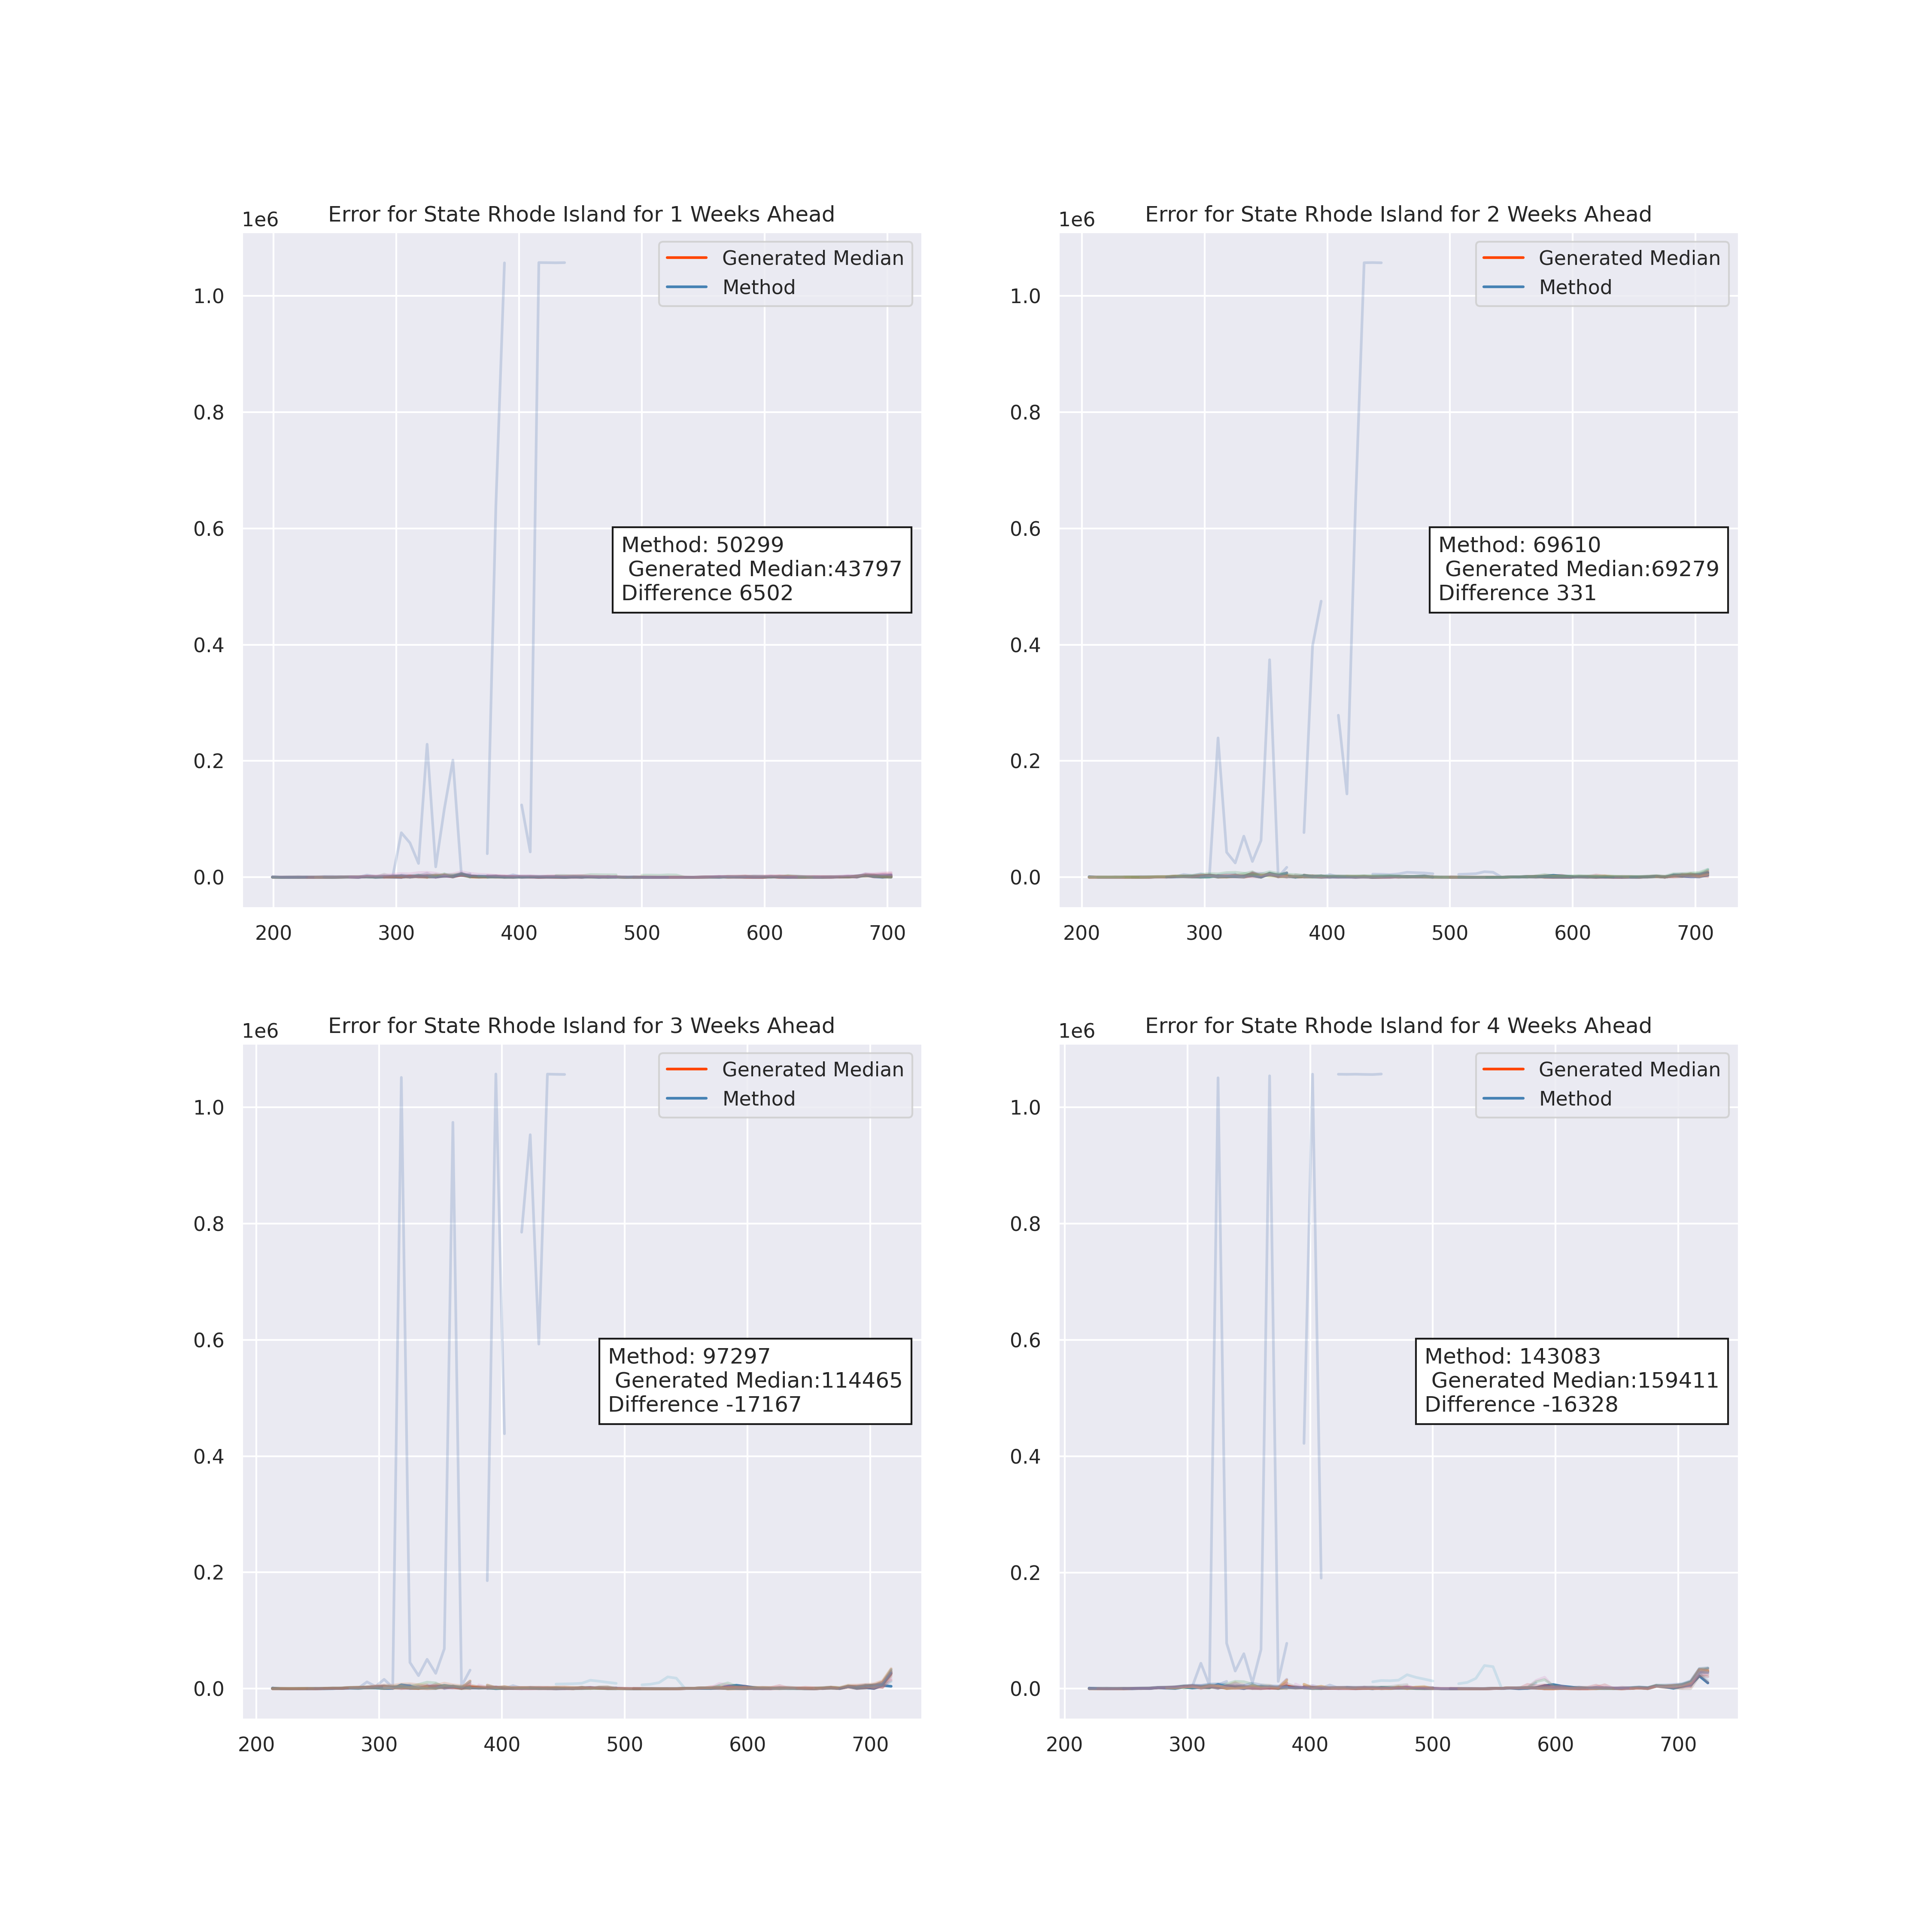 Error for State Rhode Island for 1 Weeks Ahead
1e6
Generated Median
Method
1.0
0.8
0.6
0.4
0.2
0.0
Method: 50299
Generated Median:43797
Difference 6502
200 300 400 500 600 700
Error for State Rhode Island for 2 Weeks Ahead
1e6
Generated Median
Method
1.0
0.8
0.6
0.4
0.2
0.0
Method: 69610
Generated Median:69279
Difference 331
200 300 400 500 600 700
Error for State Rhode Island for 3 Weeks Ahead
1e6
Generated Median
Method
1.0
0.8
0.6
0.4
0.2
0.0
Method: 97297
Generated Median:114465
Difference -17167
200 300 400 500 600 700
Error for State Rhode Island for 4 Weeks Ahead
1e6
Generated Median
Method
1.0
0.8
0.6
0.4
0.2
0.0
Method: 143083
Generated Median:159411
Difference -16328
200 300 400 500 600 700